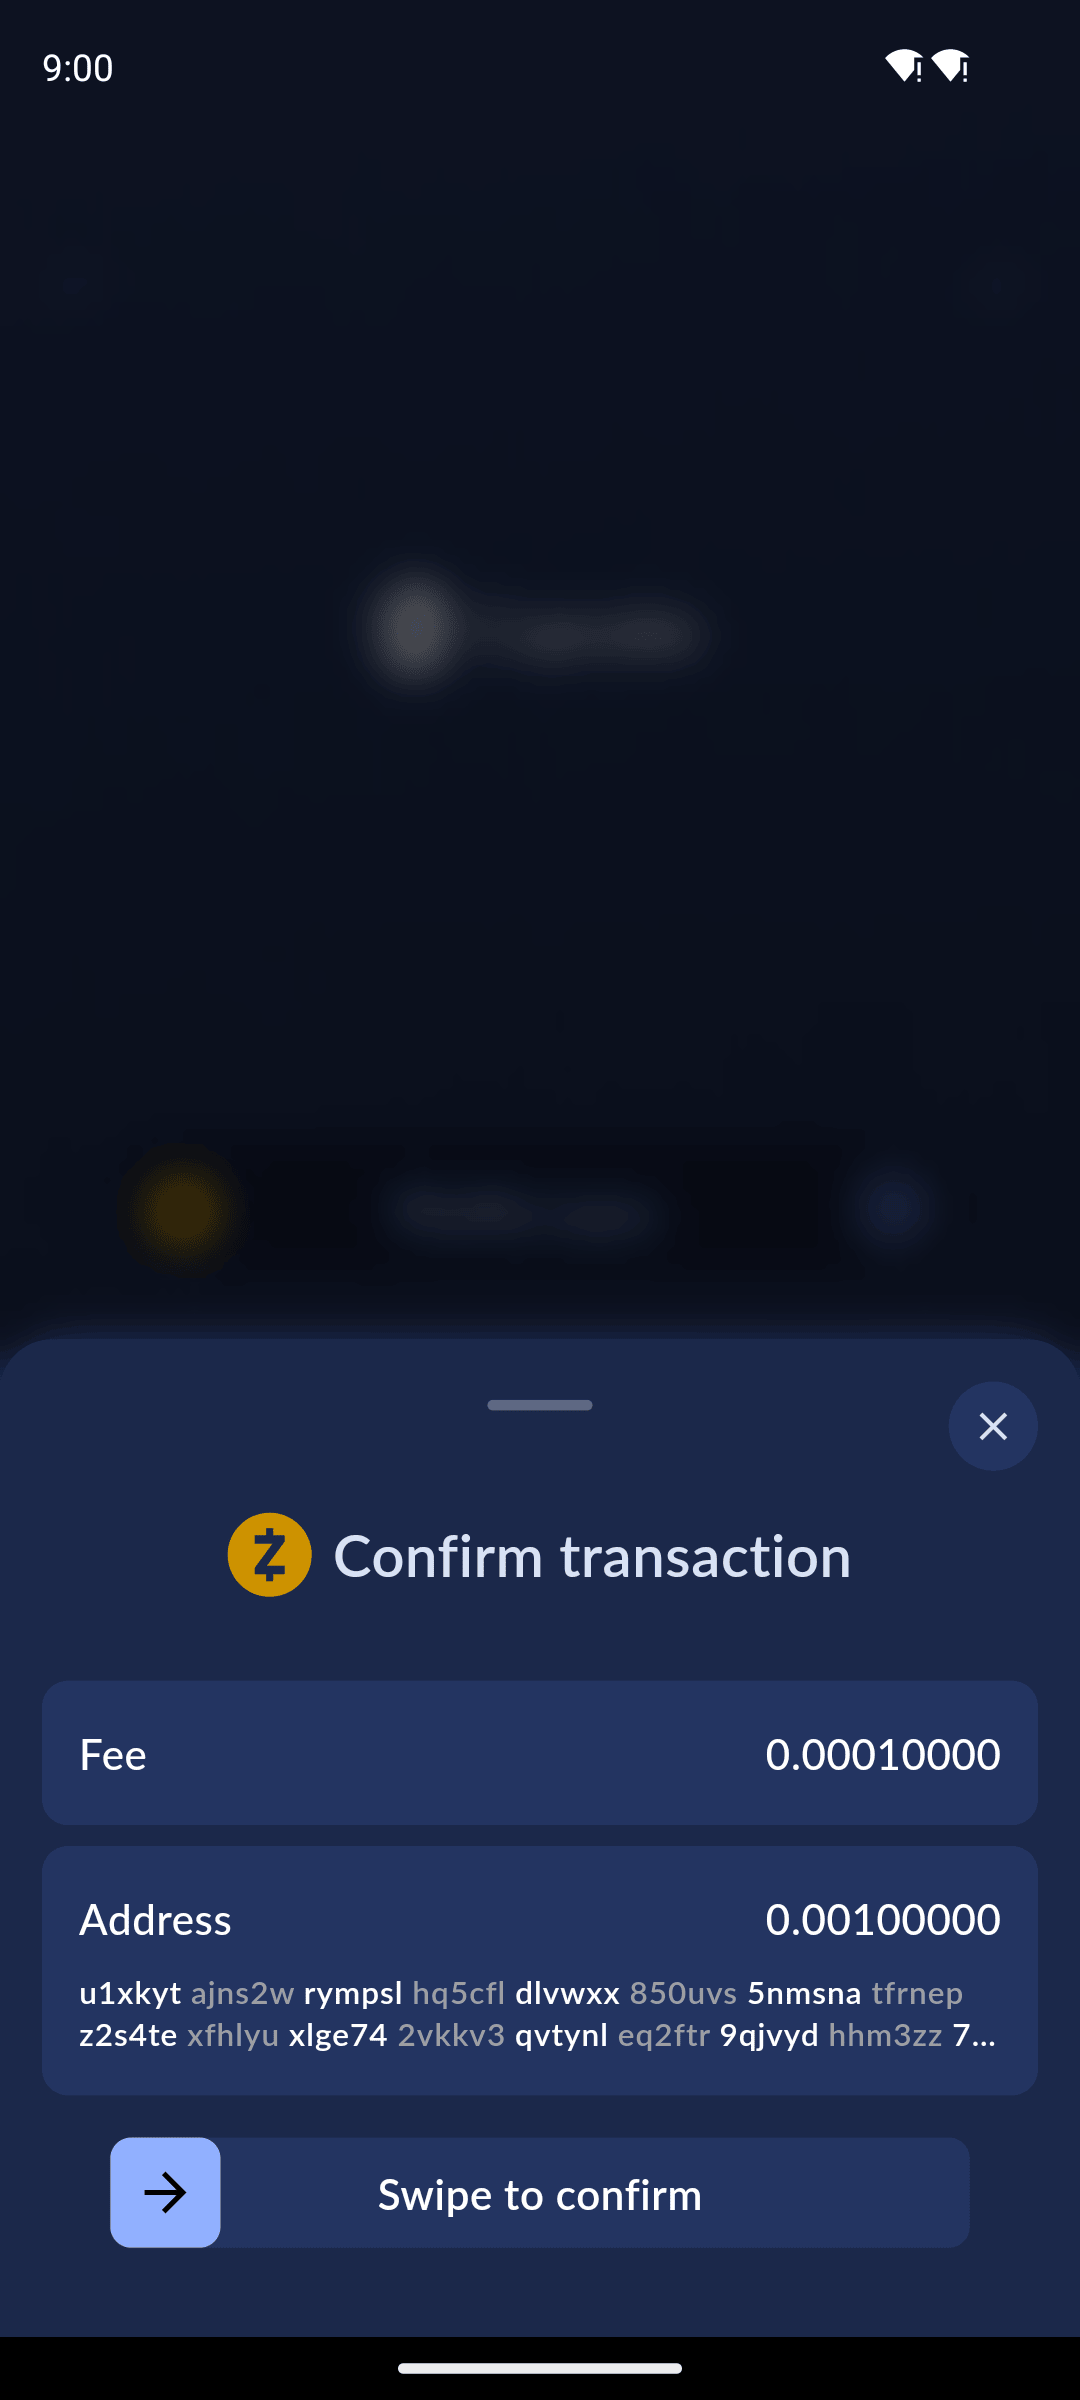 9:00
Confirm transaction
Fee 0.00010000
Address 0.00100000
u1xkyt ajns2w rympsl hq5cfl dlvwxx 850uvs 5nmsna tfrnep
z2s4te xfhlyu xlge74 2vkkv3 qvtynl eq2ftr 9qjvyd hhm3zz 7...
Swipe to confirm